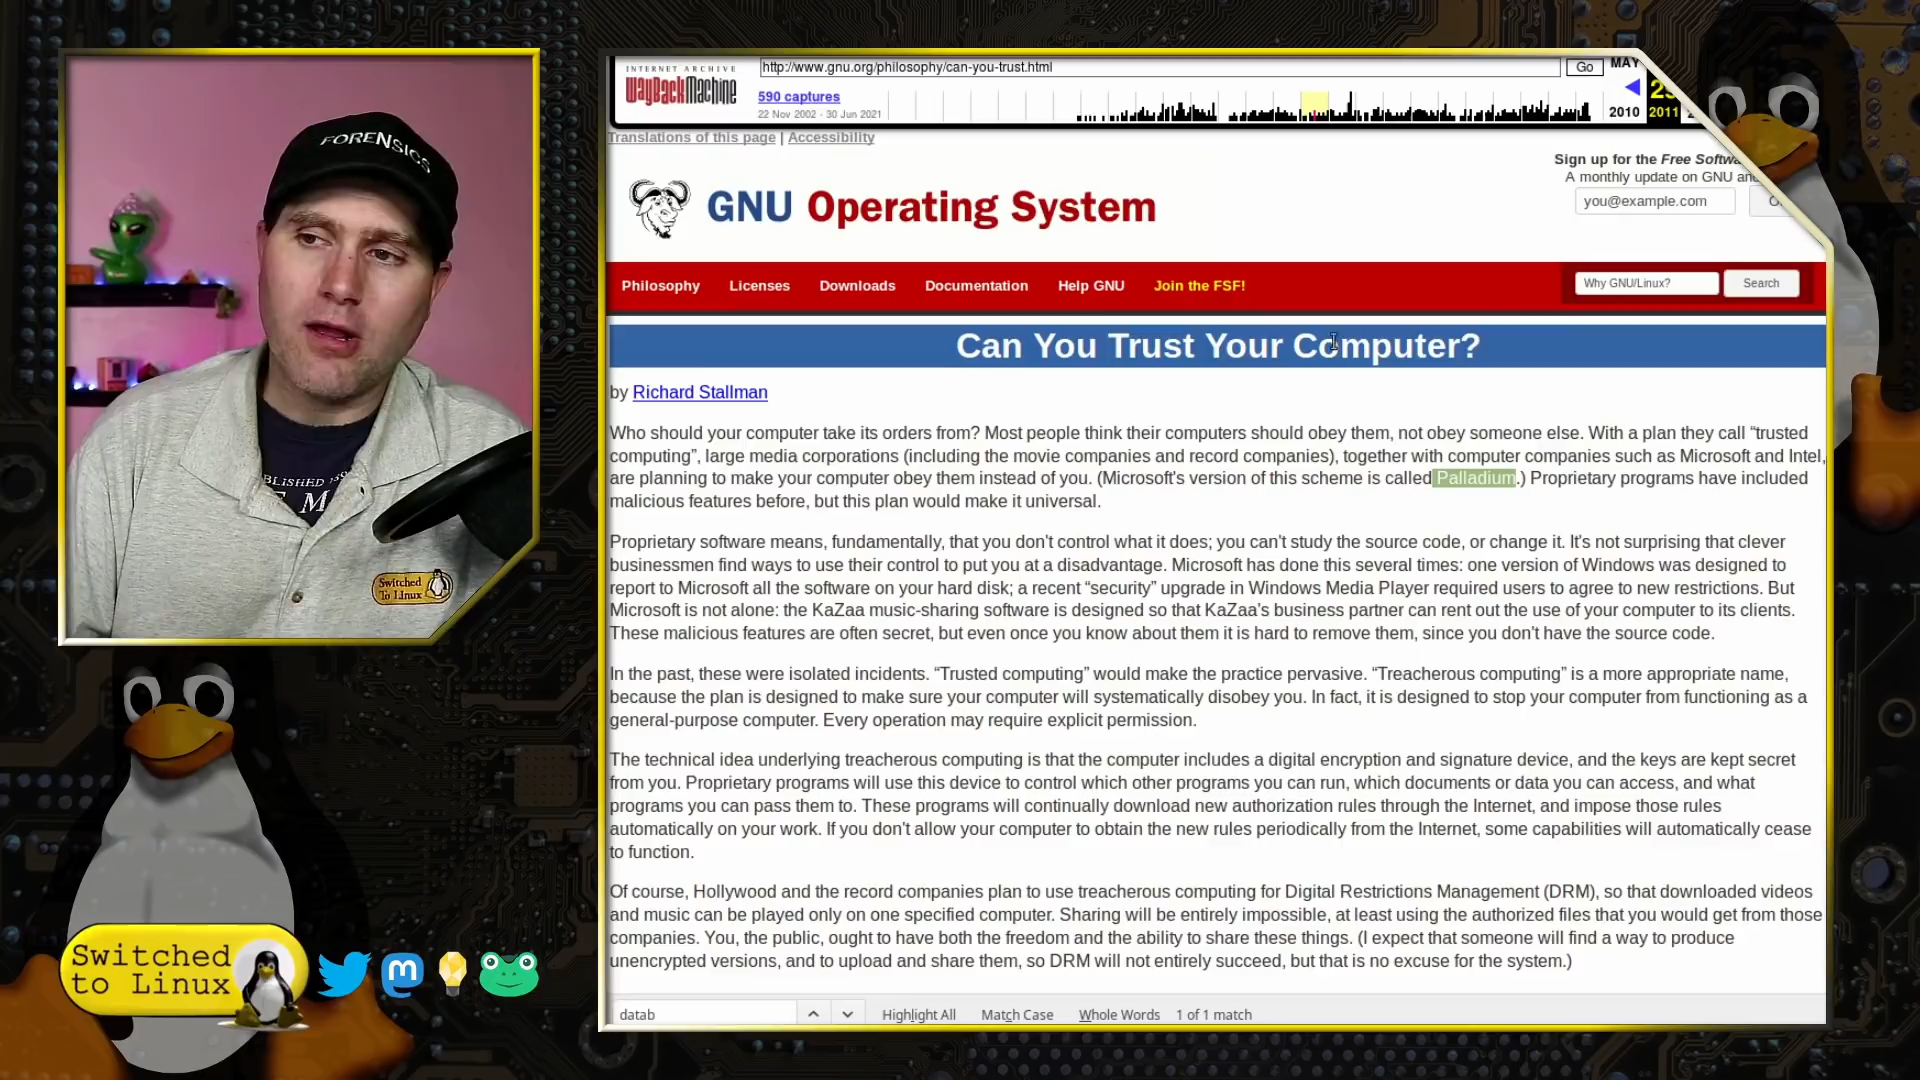 FORENSICS
BLISHED
Switched
To Linux
INTERNET ARCHIVE
WayBackMachine
http://www.gnu.org/philosophy/can-you-trust.html
Go
MAY
590 captures
22 Nov 2002 - 30 Jun 2021
2010
2011
Translations of this page | Accessibility
Sign up for the Free Softwa
A monthly update on GNU and
you@example.com
GNU Operating System
Philosophy
Licenses
Downloads
Documentation
Help GNU
Join the FSF!
Why GNU/Linux?
Search
Can You Trust Your Computer?
by Richard Stallman
Who should your computer take its orders from? Most people think their computers should obey them, not obey someone else. With a plan they call “trusted
computing”, large media corporations (including the movie companies and record companies), together with computer companies such as Microsoft and Intel,
are planning to make your computer obey them instead of you. (Microsoft's version of this scheme is called Palladium.) Proprietary programs have included
malicious features before, but this plan would make it universal.
Proprietary software means, fundamentally, that you don't control what it does; you can't study the source code, or change it. It's not surprising that clever
businessmen find ways to use their control to put you at a disadvantage. Microsoft has done this several times: one version of Windows was designed to
report to Microsoft all the software on your hard disk; a recent “security” upgrade in Windows Media Player required users to agree to new restrictions. But
Microsoft is not alone: the KaZaa music-sharing software is designed so that KaZaa's business partner can rent out the use of your computer to its clients.
These malicious features are often secret, but even once you know about them it is hard to remove them, since you don't have the source code.
In the past, these were isolated incidents. “Trusted computing” would make the practice pervasive. “Treacherous computing” is a more appropriate name,
because the plan is designed to make sure your computer will systematically disobey you. In fact, it is designed to stop your computer from functioning as a
general-purpose computer. Every operation may require explicit permission.
The technical idea underlying treacherous computing is that the computer includes a digital encryption and signature device, and the keys are kept secret
from you. Proprietary programs will use this device to control which other programs you can run, which documents or data you can access, and what
programs you can pass them to. These programs will continually download new authorization rules through the Internet, and impose those rules
automatically on your work. If you don't allow your computer to obtain the new rules periodically from the Internet, some capabilities will automatically cease
to function.
Of course, Hollywood and the record companies plan to use treacherous computing for Digital Restrictions Management (DRM), so that downloaded videos
and music can be played only on one specified computer. Sharing will be entirely impossible, at least using the authorized files that you would get from those
companies. You, the public, ought to have both the freedom and the ability to share these things. (I expect that someone will find a way to produce
unencrypted versions, and to upload and share them, so DRM will not entirely succeed, but that is no excuse for the system.)
datab
Highlight All
Match Case
Whole Words
1 of 1 match
Switched
to Linux